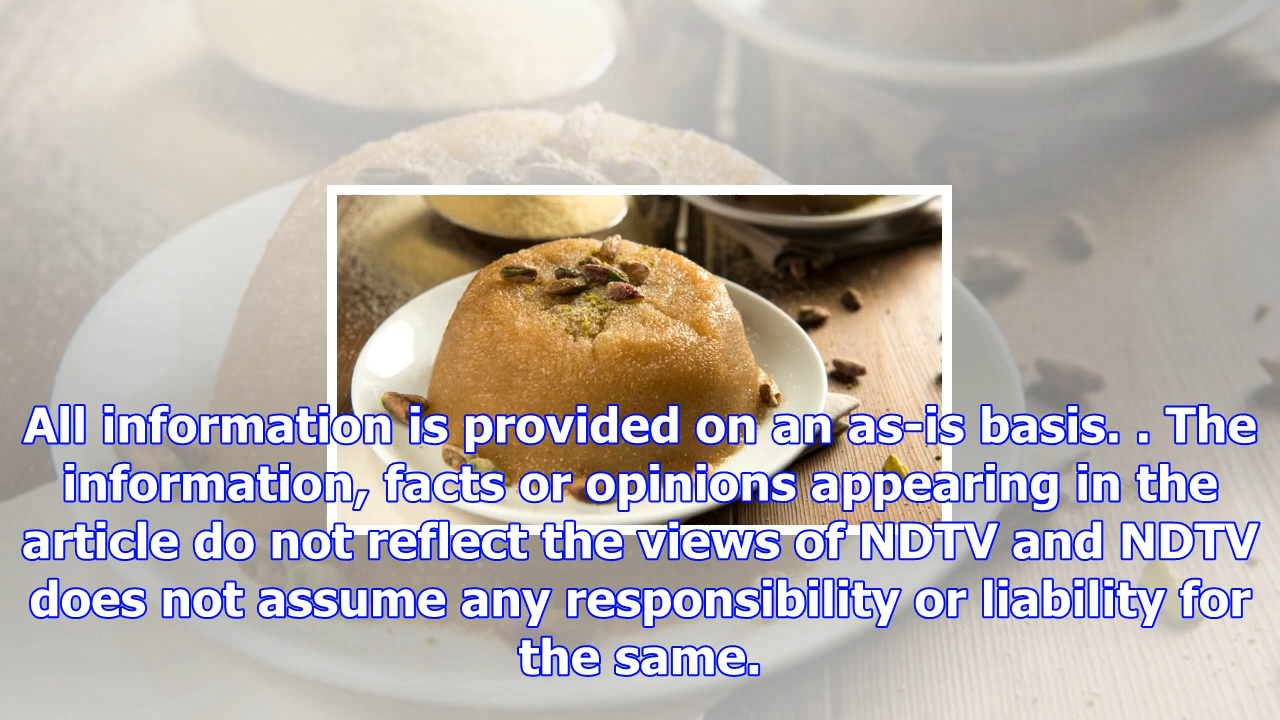 All information is provided on an as-is basis. . The
information, facts or opinions appearing in the
article do not reflect the views of NDTV and NDTV
does not assume any responsibility or liability for
the same.